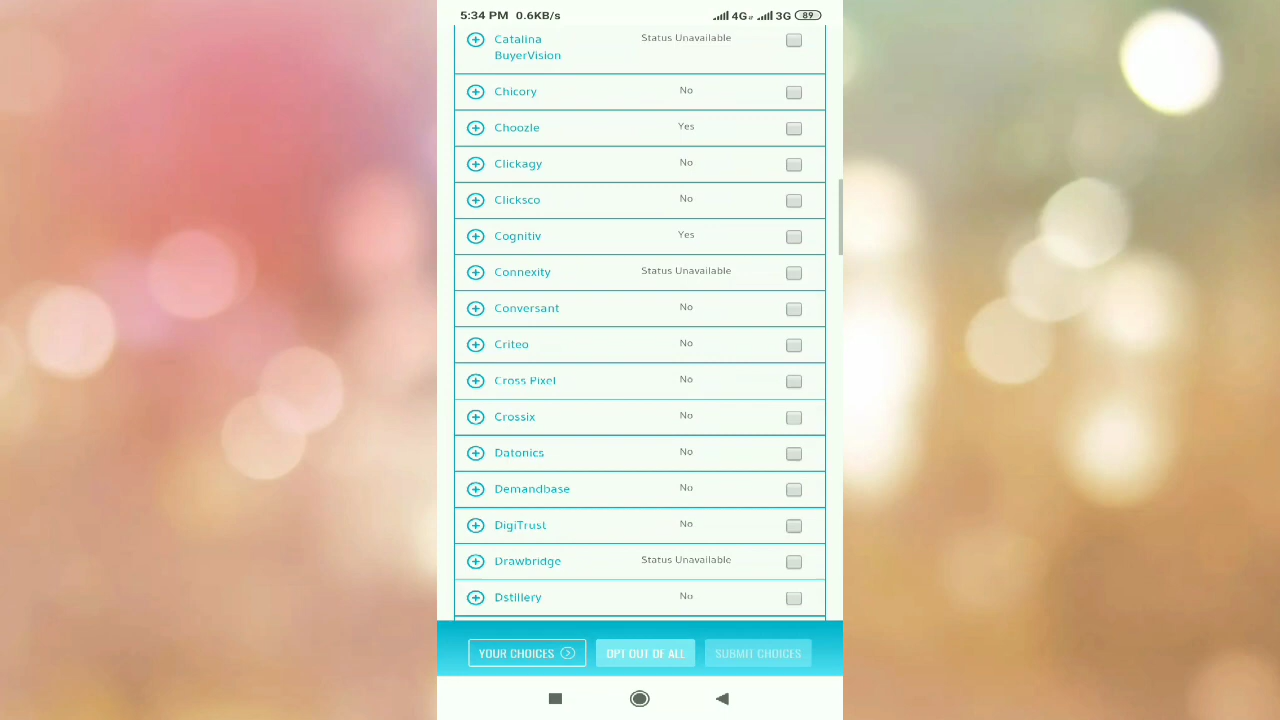 5:34 PM 0.6KB/s 4G 3G 89
Catalina Status Unavailable
BuyerVision
Chicory No
Choozle Yes
Clickagy No
Clicksco No
Cognitiv Yes
Connexity Status Unavailable
Conversant No
Criteo No
Cross Pixel No
Crossix No
Datonics No
Demandbase No
DigiTrust No
Drawbridge Status Unavailable
Dstillery No
YOUR CHOICES OPT OUT OF ALL SUBMIT CHOICES